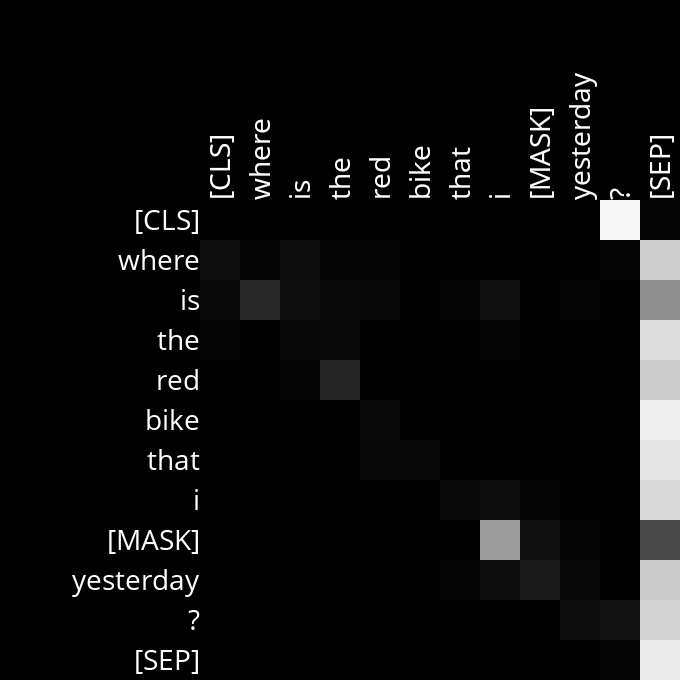 [CLS] where is the red bike that i [MASK] yesterday ? [SEP]
[CLS]
where
is
the
red
bike
that
i
[MASK]
yesterday
?
[SEP]